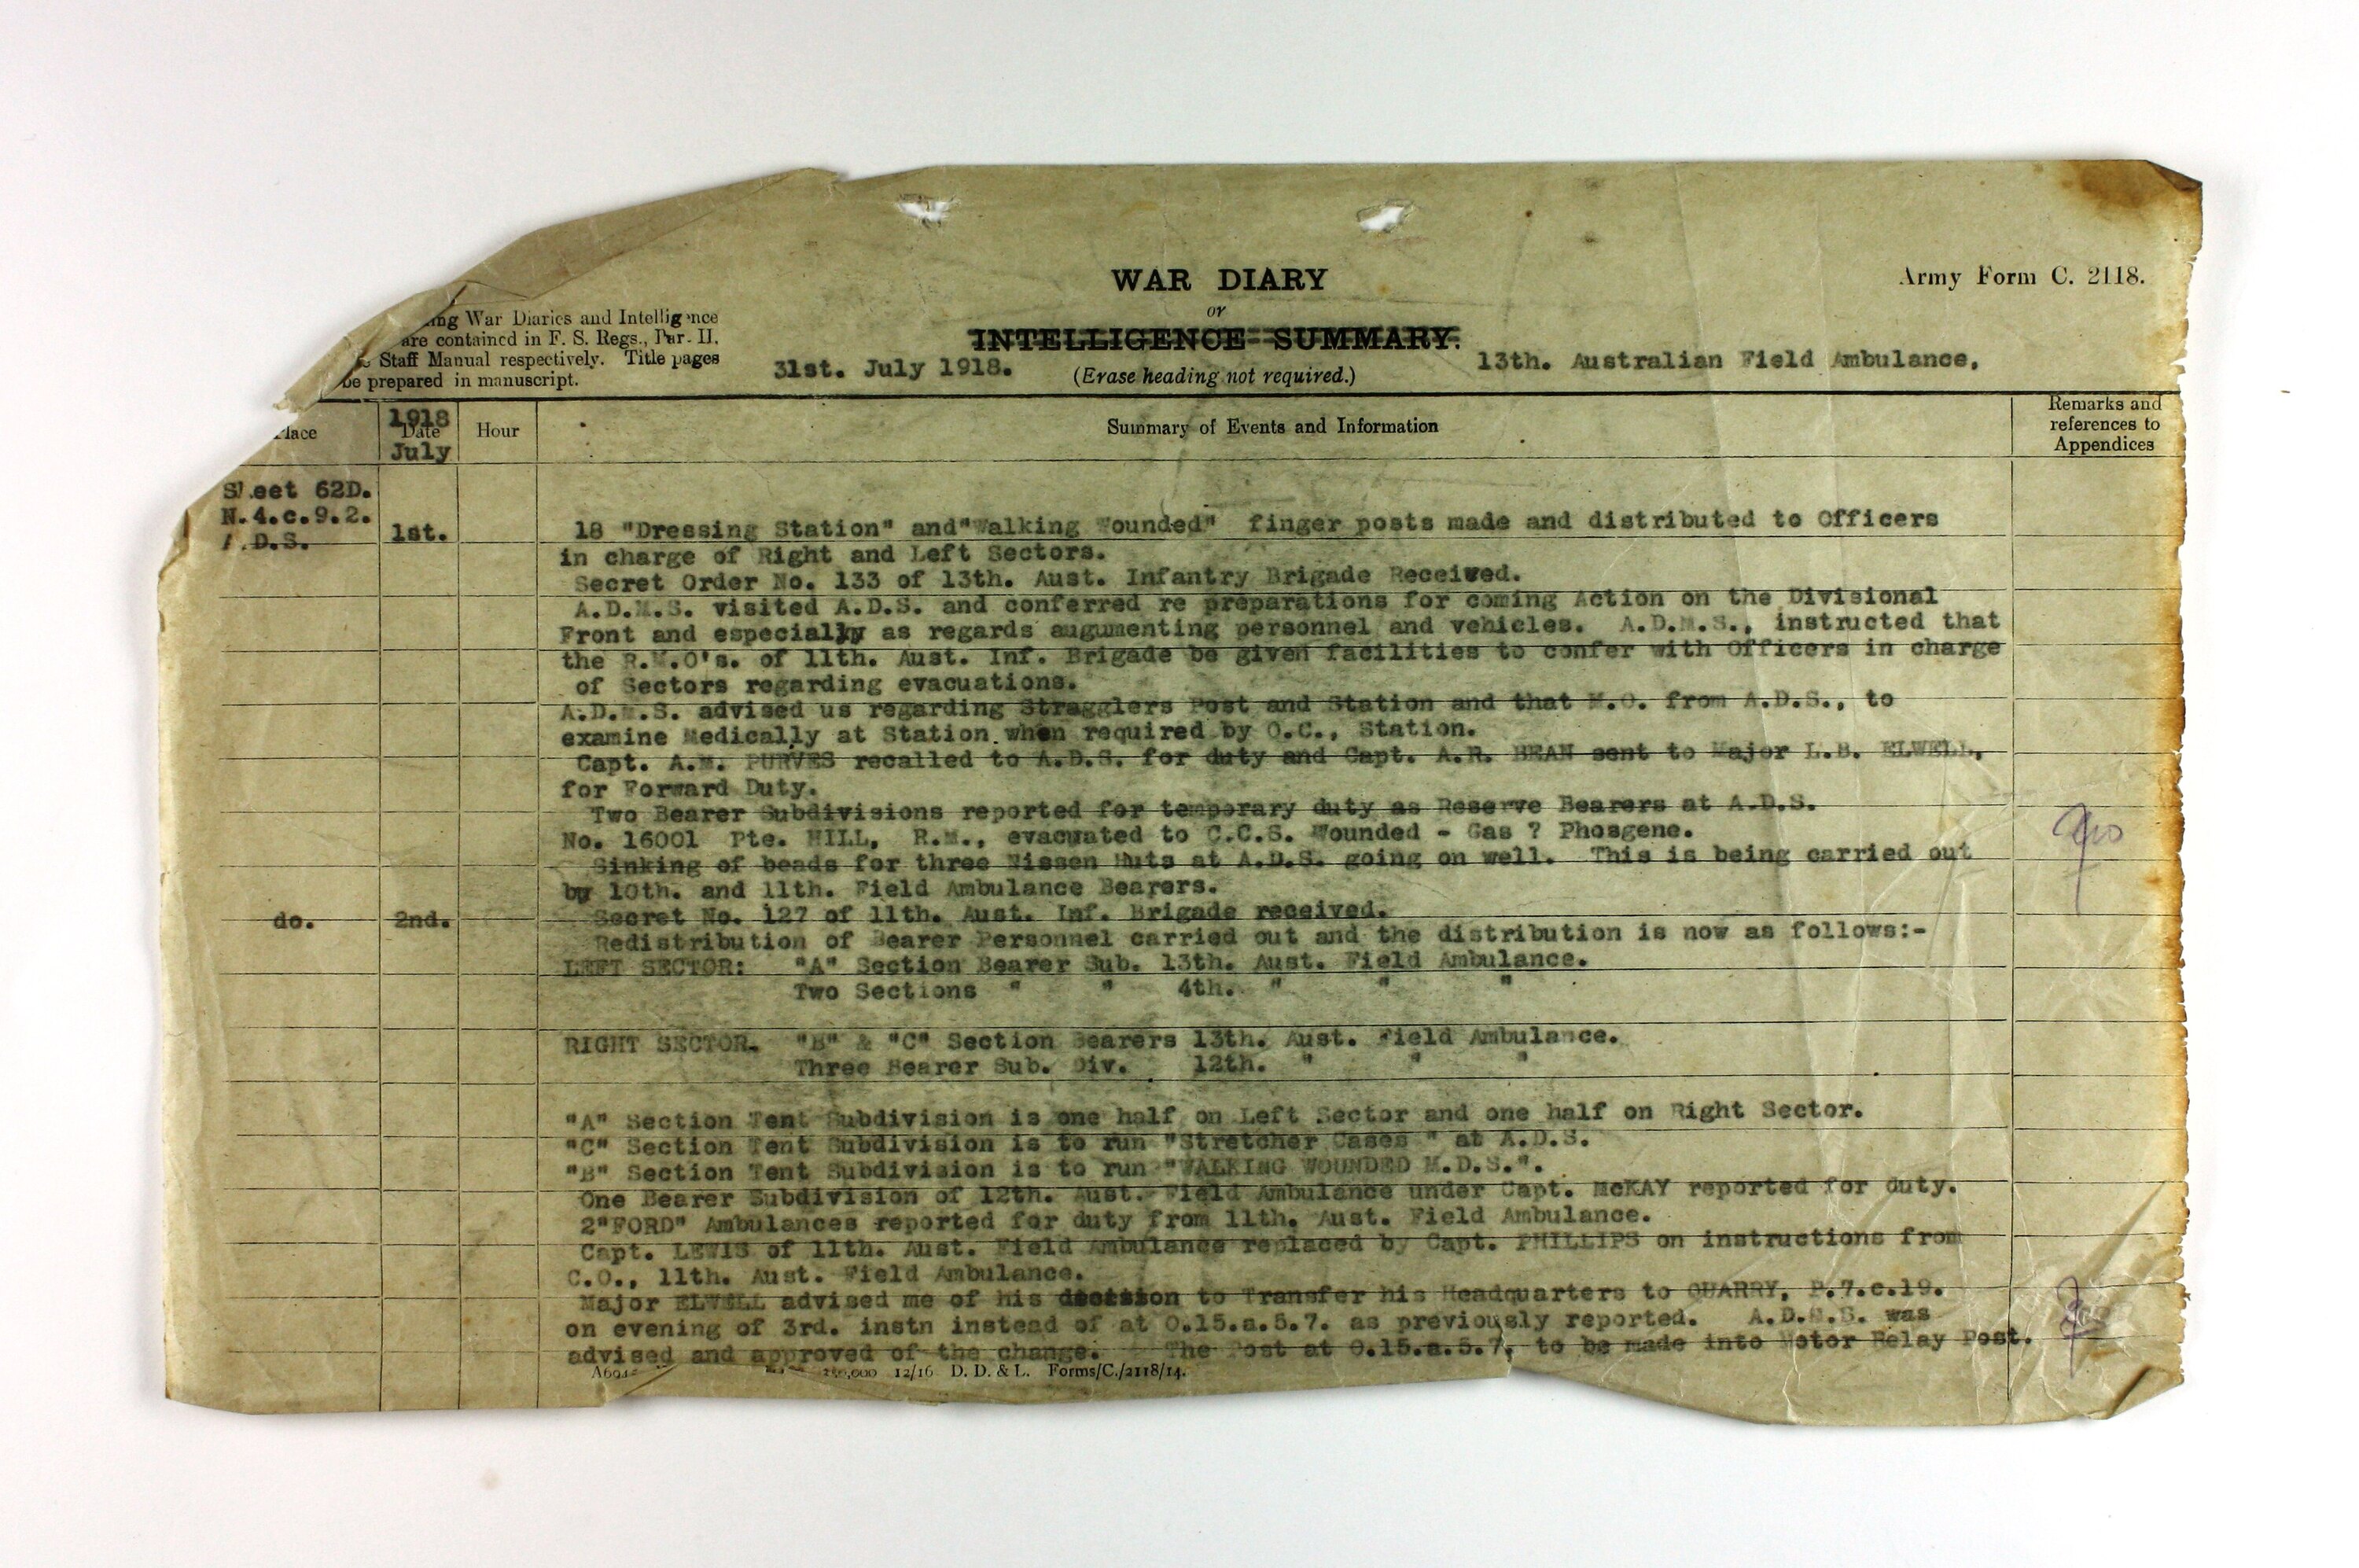 WAR DIARY
Army Form C. 2118.
or
INTELLIGENCE SUMMARY.
War Diaries and Intelligence
are contained in F. S. Regs., Par. II.
Staff Manual respectively. Title pages
be prepared in manuscript.
31st. July 1918.
(Erase heading not required.)
13th. Australian Field Ambulance,
Place
1918
Date
July
Hour
Summary of Events and Information
Remarks and
references to
Appendices
Sheet 62D.
N.4.c.9.2.
A.D.S.
1st.
18 "Dressing Station" and"Walking Wounded" finger posts made and distributed to Officers
in charge of Right and Left Sectors.
Secret Order No. 133 of 13th. Aust. Infantry Brigade Received.
A.D.M.S. visited A.D.S. and conferred re preparations for coming Action on the Divisional
Front and especially as regards augumenting personnel and vehicles. A.D.M.S., instructed that
the R.M.O's. of 11th. Aust. Inf. Brigade be given facilities to confer with Officers in charge
of Sectors regarding evacuations.
A.D.M.S. advised us regarding Stragglers Post and Station and that M.O. from A.D.S., to
examine Medically at Station when required by O.C., Station.
Capt. A.M. PURVES recalled to A.D.S. for duty and Capt. A.R. BEAN sent to Major L.B. ELWELL,
for Forward Duty.
Two Bearer Subdivisions reported for temporary duty as Reserve Bearers at A.D.S.
No. 16001 Pte. HILL, R.M., evacuated to C.C.S. Wounded - Gas ? Phosgene.
Sinking of beads for three Nissen Huts at A.D.S. going on well. This is being carried out
by 10th. and 11th. Field Ambulance Bearers.
do.
2nd.
Secret No. 127 of 11th. Aust. Inf. Brigade received.
Redistribution of Bearer Personnel carried out and the distribution is now as follows:-
LEFT SECTOR: "A" Section Bearer Sub. 13th. Aust. Field Ambulance.
Two Sections " " 4th. " " "
RIGHT SECTOR. "B" & "C" Section Bearers 13th. Aust. Field Ambulance.
Three Bearer Sub. Div. 12th. " " "
"A" Section Tent Subdivision is one half on Left Sector and one half on Right Sector.
"C" Section Tent Subdivision is to run "Stretcher Cases " at A.D.S.
"B" Section Tent Subdivision is to run "WALKING WOUNDED M.D.S.".
One Bearer Subdivision of 12th. Aust. Field Ambulance under Capt. McKAY reported for duty.
2"FORD" Ambulances reported for duty from 11th. Aust. Field Ambulance.
Capt. LEWIS of 11th. Aust. Field Ambulance replaced by Capt. PHILLIPS on instructions from
C.O., 11th. Aust. Field Ambulance.
Major ELWELL advised me of his decision to Transfer his Headquarters to QUARRY, P.7.c.19.
on evening of 3rd. instn instead of at O.15.a.5.7. as previously reported. A.D.M.S. was
advised and approved of the change. The Post at O.15.a.5.7, to be made into Motor Relay Post.
12/16 D. D. & L. Forms/C./2118/14.